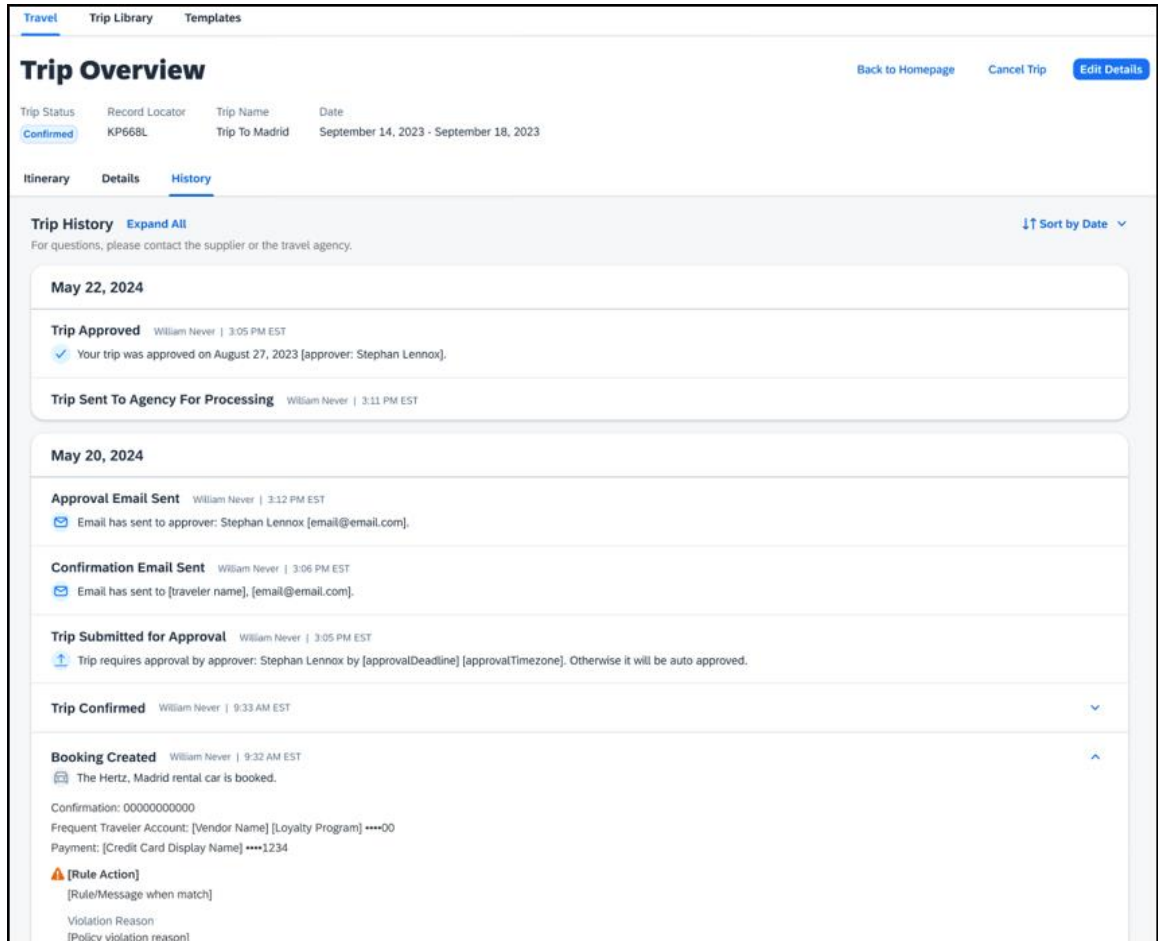 Travel Trip Library Templates
Trip Overview
Back to Homepage Cancel Trip Edit Details
Trip Status Record Locator Trip Name Date
Confirmed KP668L Trip To Madrid September 14, 2023 - September 18, 2023
Itinerary Details History
Trip History Expand All Sort by Date
For questions, please contact the supplier or the travel agency.
May 22, 2024
Trip Approved William Never | 3:05 PM EST
Your trip was approved on August 27, 2023 [approver: Stephan Lennox].
Trip Sent To Agency For Processing William Never | 3:11 PM EST
May 20, 2024
Approval Email Sent William Never | 3:12 PM EST
Email has sent to approver: Stephan Lennox [email@email.com].
Confirmation Email Sent William Never | 3:06 PM EST
Email has sent to [traveler name], [email@email.com].
Trip Submitted for Approval William Never | 3:05 PM EST
Trip requires approval by approver: Stephan Lennox by [approvalDeadline] [approvalTimezone]. Otherwise it will be auto approved.
Trip Confirmed William Never | 9:33 AM EST
Booking Created William Never | 9:32 AM EST
The Hertz, Madrid rental car is booked.
Confirmation: 00000000000
Frequent Traveler Account: [Vendor Name] [Loyalty Program] ••••00
Payment: [Credit Card Display Name] ••••1234
[Rule Action]
[Rule/Message when match]
Violation Reason
[Policy violation reason]